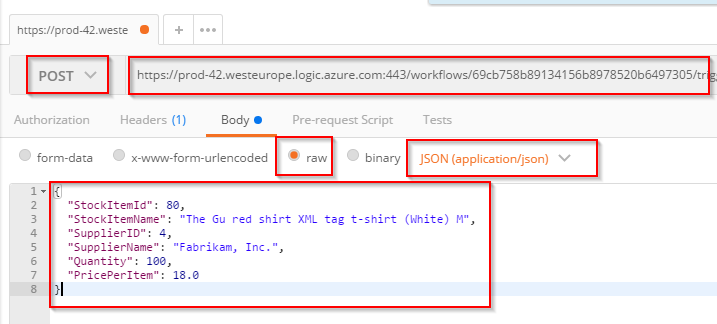 https://prod-42.weste
+
•••
POST
https://prod-42.westeurope.logic.azure.com:443/workflows/69cb758b89134156b8978520b6497305/trigg
Authorization Headers (1) Body Pre-request Script Tests
form-data x-www-form-urlencoded raw binary JSON (application/json)
1 {
2 "StockItemId": 80,
3 "StockItemName": "The Gu red shirt XML tag t-shirt (White) M",
4 "SupplierID": 4,
5 "SupplierName": "Fabrikam, Inc.",
6 "Quantity": 100,
7 "PricePerItem": 18.0
8 }